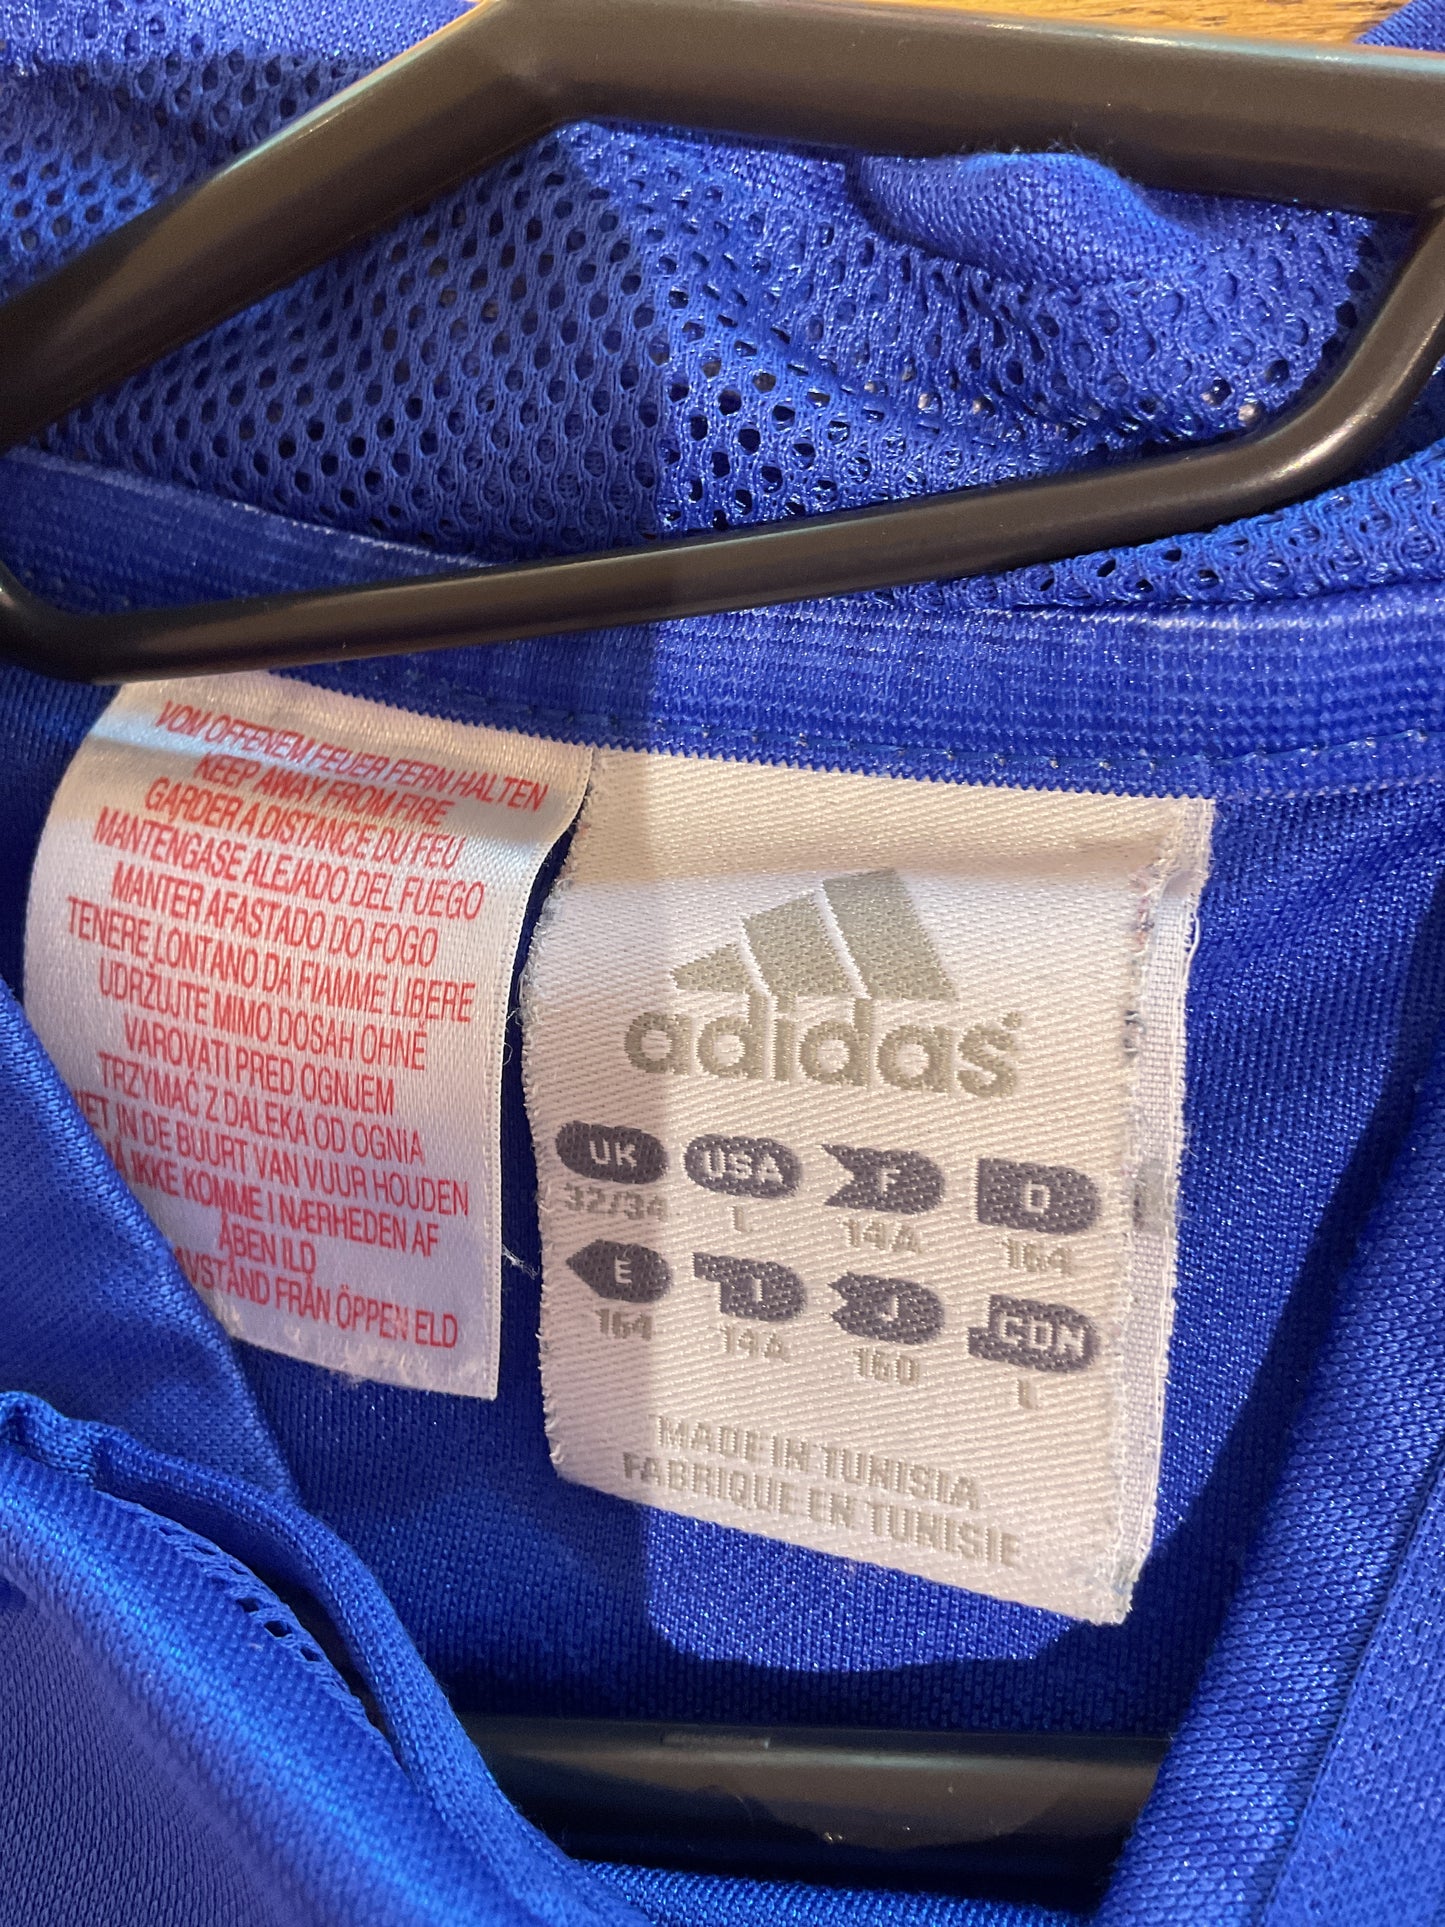 VOM OFFENEM FEUER FERN HALTEN
KEEP AWAY FROM FIRE
GARDER A DISTANCE DU FEU
MANTENGASE ALEJADO DEL FUEGO
MANTER AFASTADO DO FOGO
TENERE LONTANO DA FIAMME LIBERE
UDRŽUJTE MIMO DOSAH OHNĚ
VAROVATI PRED OGNJEM
TRZYMAĆ Z DALEKA OD OGNIA
IN DE BUURT VAN VUUR HOUDEN
IKKE KOMME I NÆRHEDEN AF
ÅBEN ILD
AVSTAND FRÅN ÖPPEN ELD
adidas
UK USA F D
32/34 L 14A 164
E I J CDN
164 14A 160 L
MADE IN TUNISIA
FABRIQUE EN TUNISIE